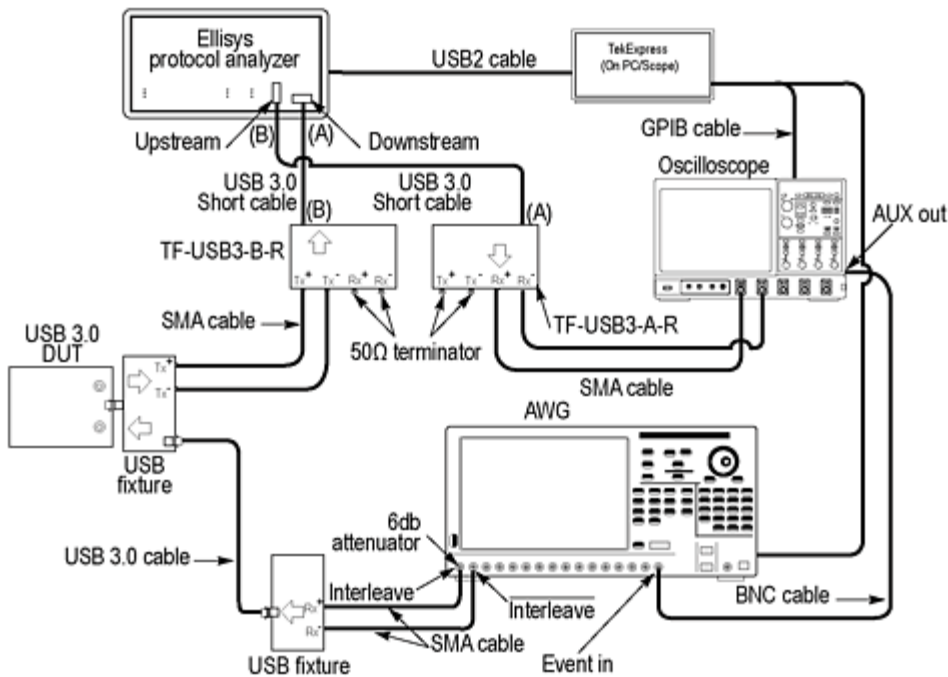 Ellisys
protocol analyzer
USB2 cable
TekExpress
(On PC/Scope)
Upstream
(B)
(A)
Downstream
GPIB cable
Oscilloscope
USB 3.0
Short cable
USB 3.0
Short cable
(B)
(A)
AUX out
TF-USB3-B-R
Tx+
Tx-
Rx+
Rx-
Tx+
Tx-
Rx+
Rx-
SMA cable
50Ω terminator
TF-USB3-A-R
USB 3.0
DUT
Tx+
Tx-
SMA cable
AWG
USB
fixture
6db
attenuator
USB 3.0 cable
Interleave
Interleave
BNC cable
Rx+
Rx-
SMA cable
USB fixture
Event in